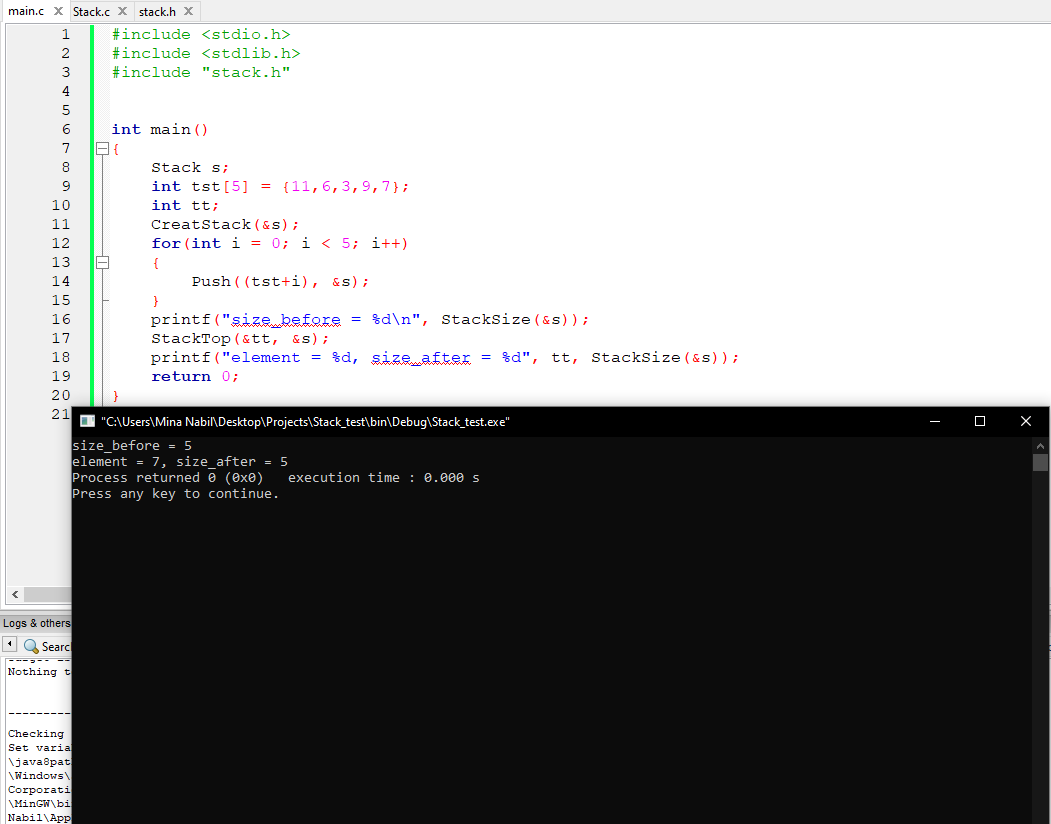 main.c Stack.c stack.h
1 #include <stdio.h>
2 #include <stdlib.h>
3 #include "stack.h"
4
5
6 int main()
7 {
8 Stack s;
9 int tst[5] = {11,6,3,9,7};
10 int tt;
11 CreatStack(&s);
12 for(int i = 0; i < 5; i++)
13 {
14 Push((tst+i), &s);
15 }
16 printf("size_before = %d\n", StackSize(&s));
17 StackTop(&tt, &s);
18 printf("element = %d, size_after = %d", tt, StackSize(&s));
19 return 0;
20 }
21
"C:\Users\Mina Nabil\Desktop\Projects\Stack_test\bin\Debug\Stack_test.exe"
size_before = 5
element = 7, size_after = 5
Process returned 0 (0x0) execution time : 0.000 s
Press any key to continue.
Logs & others
Searc
Nothing t
----------
Checking
Set varia
\java8pat
\Windows\
Corporati
\MinGW\bi
Nabil\App